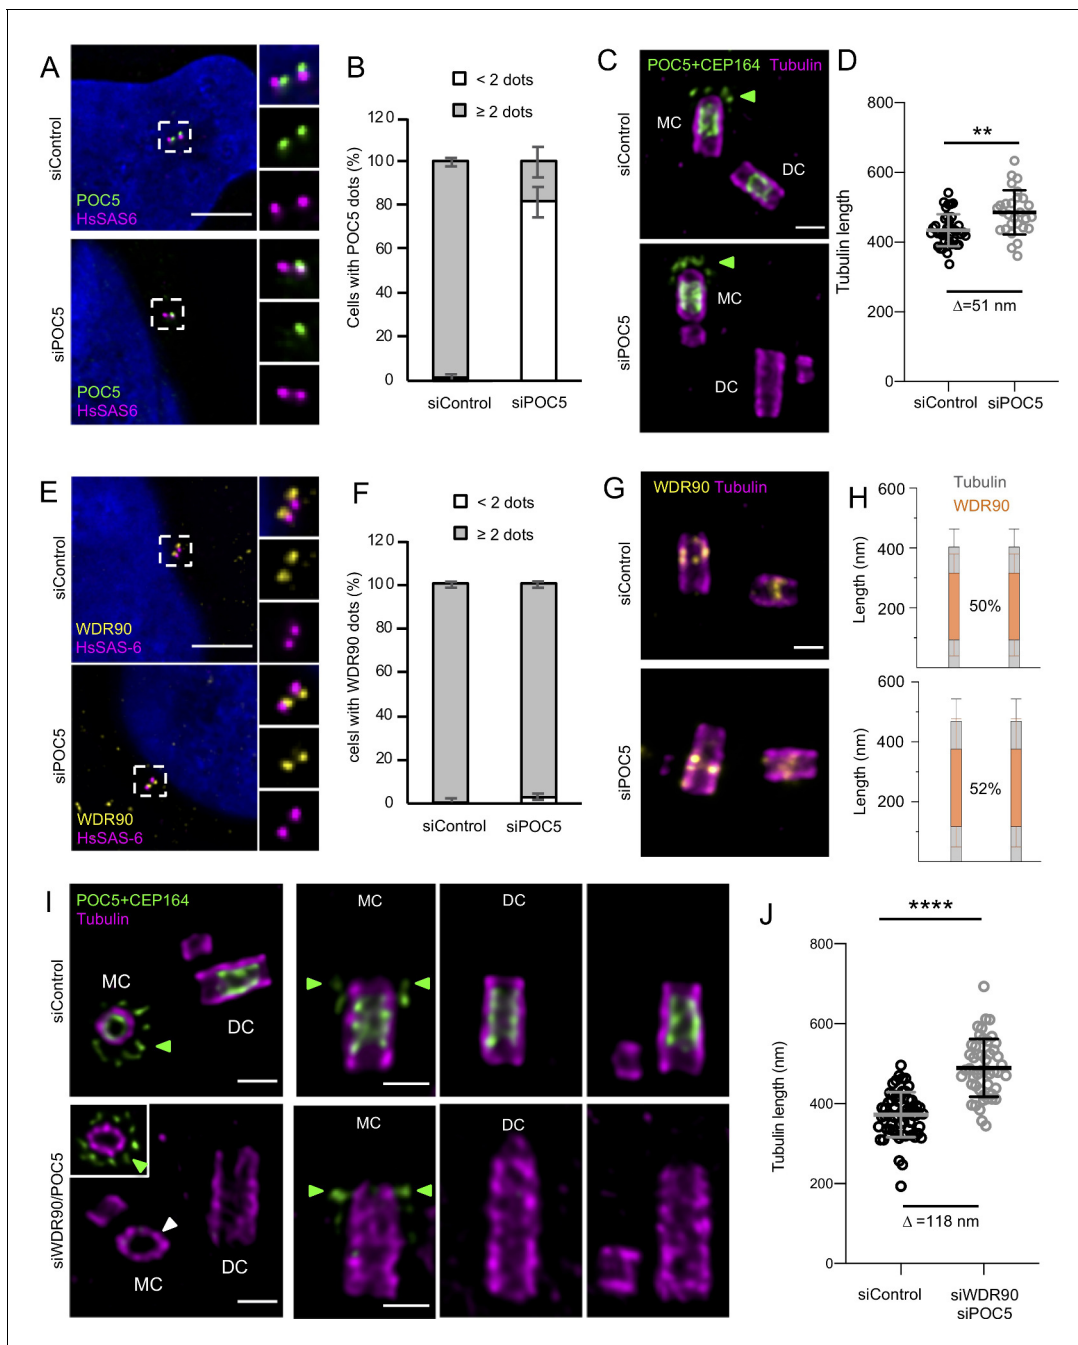 A
siControl
POC5
HsSAS6
siPOC5
POC5
HsSAS6
B
< 2 dots
≥ 2 dots
Cells with POC5 dots (%)
120
100
80
60
40
20
0
siControl
siPOC5
C
POC5+CEP164 Tubulin
siControl
MC
DC
siPOC5
MC
DC
D
Tubulin length
800
600
400
200
0
**
Δ=51 nm
siControl
siPOC5
E
siControl
WDR90
HsSAS-6
siPOC5
WDR90
HsSAS-6
F
< 2 dots
≥ 2 dots
celsl with WDR90 dots (%)
120
100
80
60
40
20
0
siControl
siPOC5
G
WDR90 Tubulin
siControl
siPOC5
H
Tubulin
WDR90
Length (nm)
600
400
200
50%
Length (nm)
600
400
200
52%
I
POC5+CEP164
Tubulin
siControl
MC
DC
MC
DC
siWDR90/POC5
MC
DC
MC
DC
J
Tubulin length (nm)
800
600
400
200
0
****
Δ =118 nm
siControl
siWDR90
siPOC5